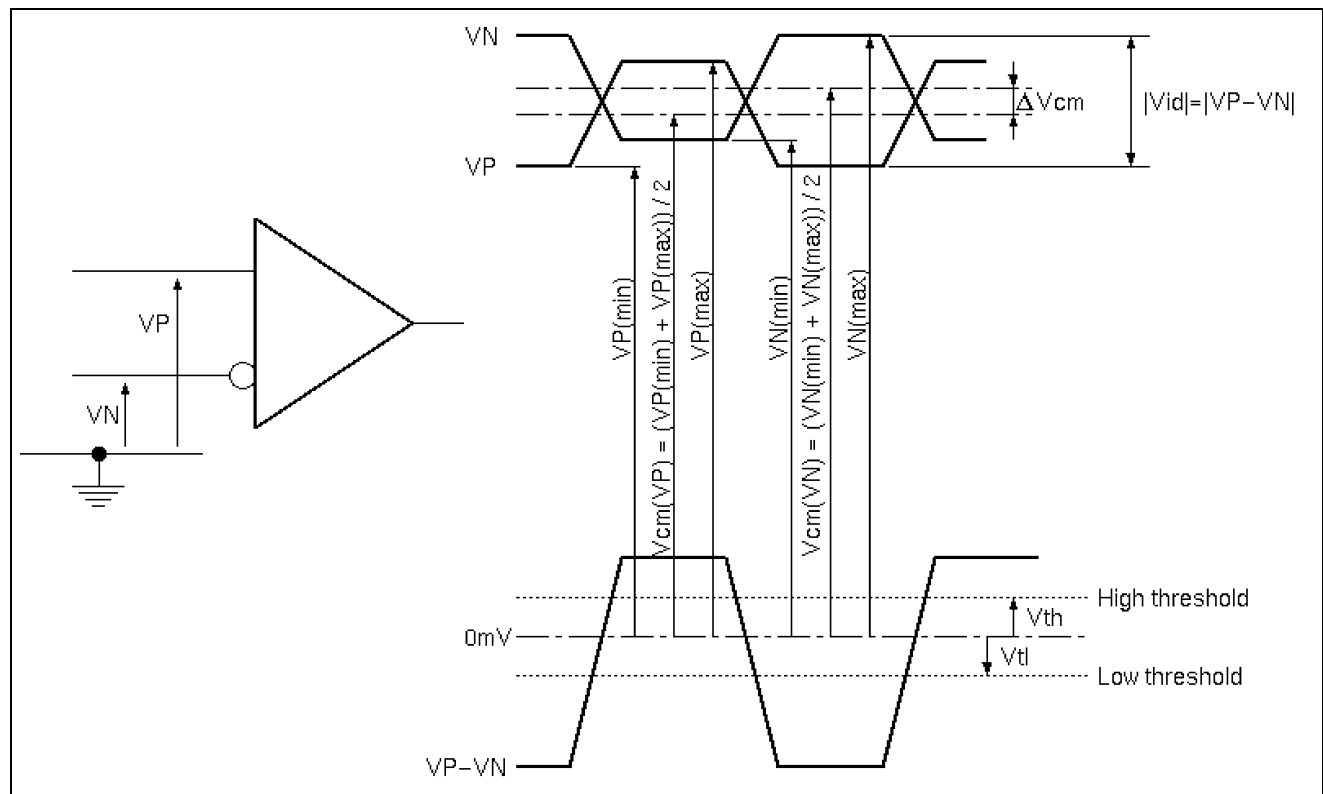 VN
VP
ΔVcm
|Vid|=|VP−VN|
VP
VN
VP(min)
Vcm(VP) = (VP(min) + VP(max)) / 2
VP(max)
VN(min)
Vcm(VN) = (VN(min) + VN(max)) / 2
VN(max)
High threshold
Vth
0mV
Vtl
Low threshold
VP−VN